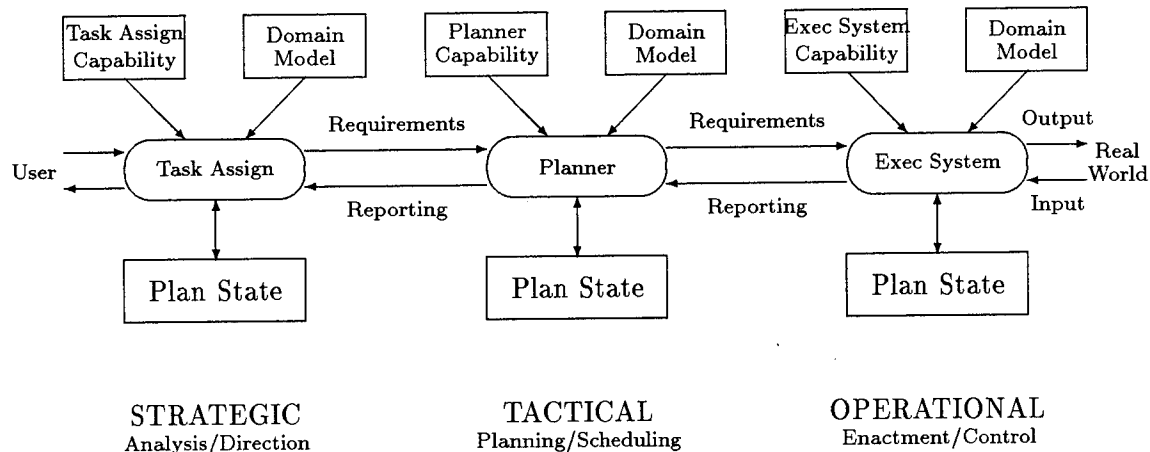 Task Assign
Capability
Domain
Model
Planner
Capability
Domain
Model
Exec System
Capability
Domain
Model
Requirements
Requirements
Output
User
Task Assign
Planner
Exec System
Real
World
Reporting
Reporting
Input
Plan State
Plan State
Plan State
STRATEGIC
Analysis/Direction
TACTICAL
Planning/Scheduling
OPERATIONAL
Enactment/Control